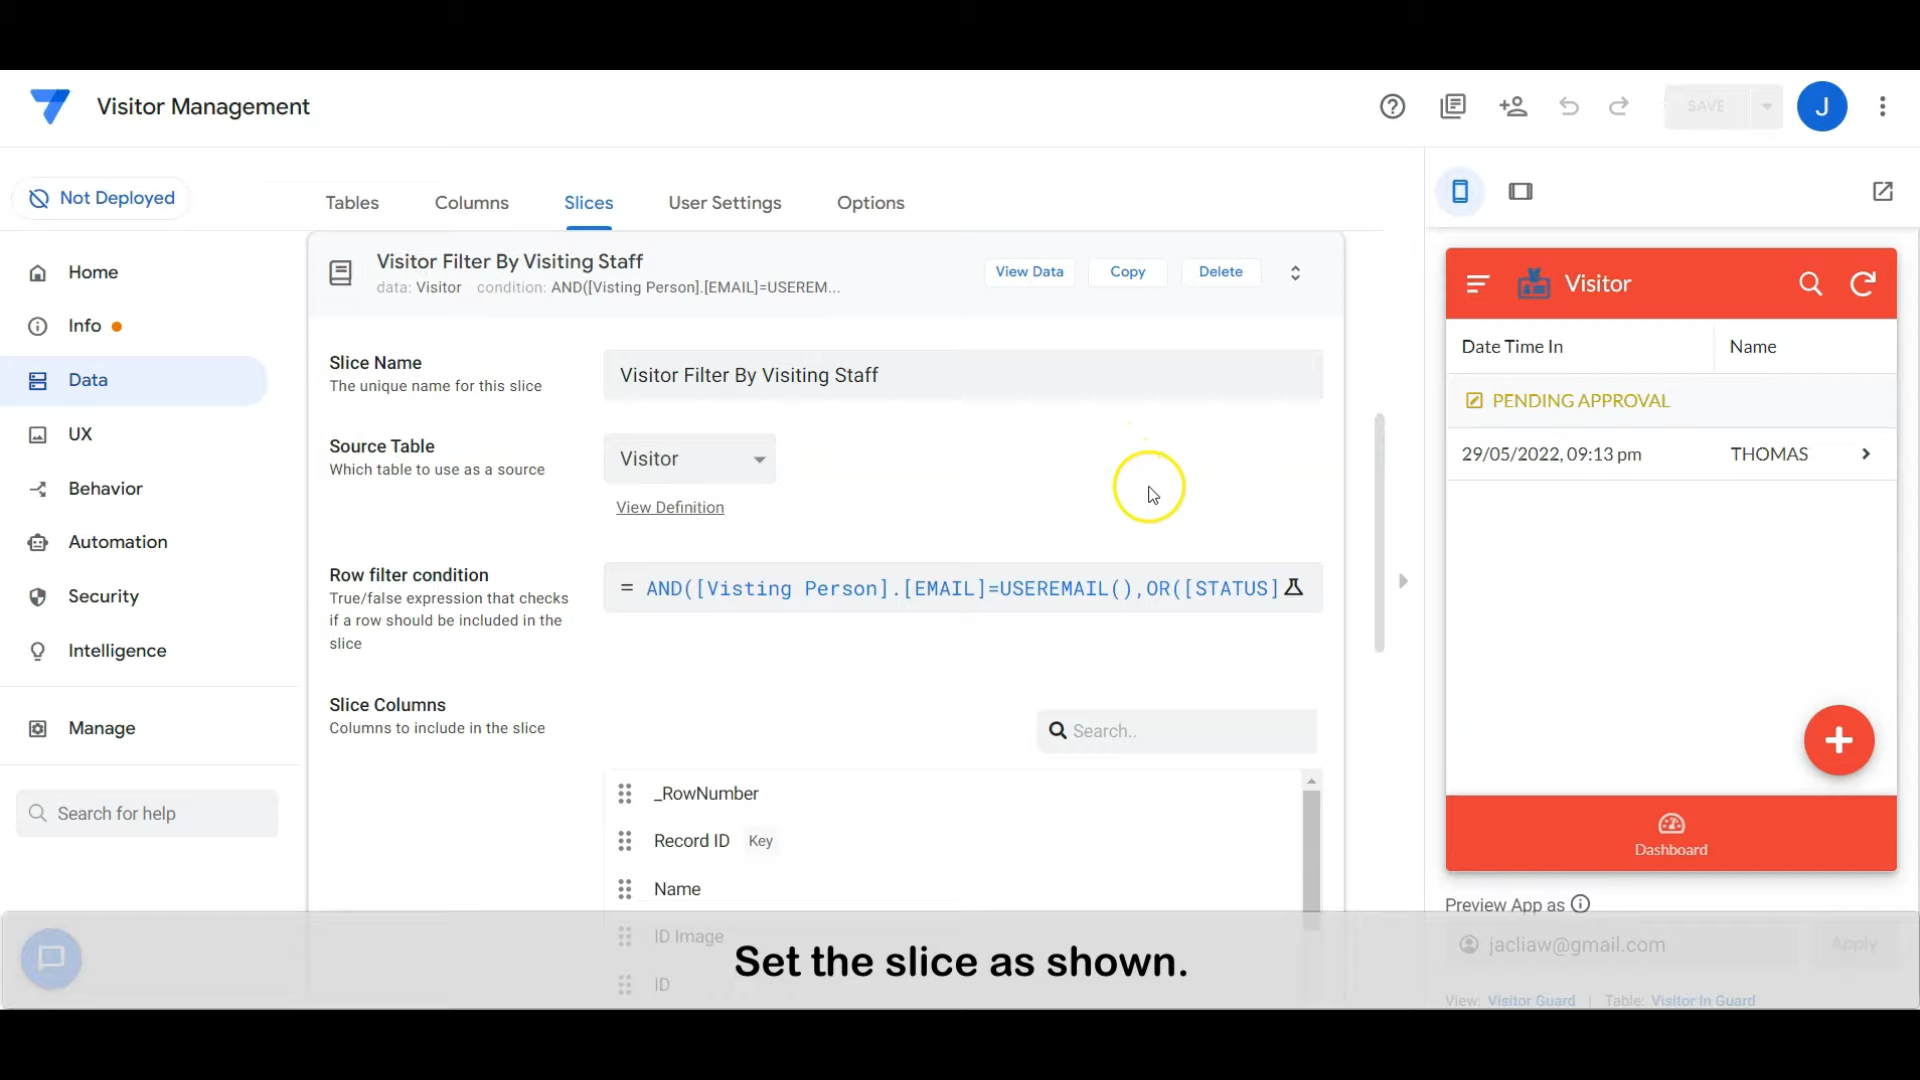 Visitor Management
SAVE
J
Not Deployed
Tables
Columns
Slices
User Settings
Options
Home
Info
Data
UX
Behavior
Automation
Security
Intelligence
Manage
Search for help
Visitor Filter By Visiting Staff
data: Visitor condition: AND([Visting Person].[EMAIL]=USEREM...
View Data
Copy
Delete
Slice Name
The unique name for this slice
Visitor Filter By Visiting Staff
Source Table
Which table to use as a source
Visitor
View Definition
Row filter condition
True/false expression that checks
if a row should be included in the
slice
= AND([Visting Person].[EMAIL]=USEREMAIL(),OR([STATUS]
Slice Columns
Columns to include in the slice
Search..
_RowNumber
Record ID Key
Name
ID Image
ID
Visitor
Date Time In Name
PENDING APPROVAL
29/05/2022, 09:13 pm THOMAS
Dashboard
Preview App as
jacliaw@gmail.com
Apply
View: Visitor Guard | Table: Visitor In Guard
Set the slice as shown.